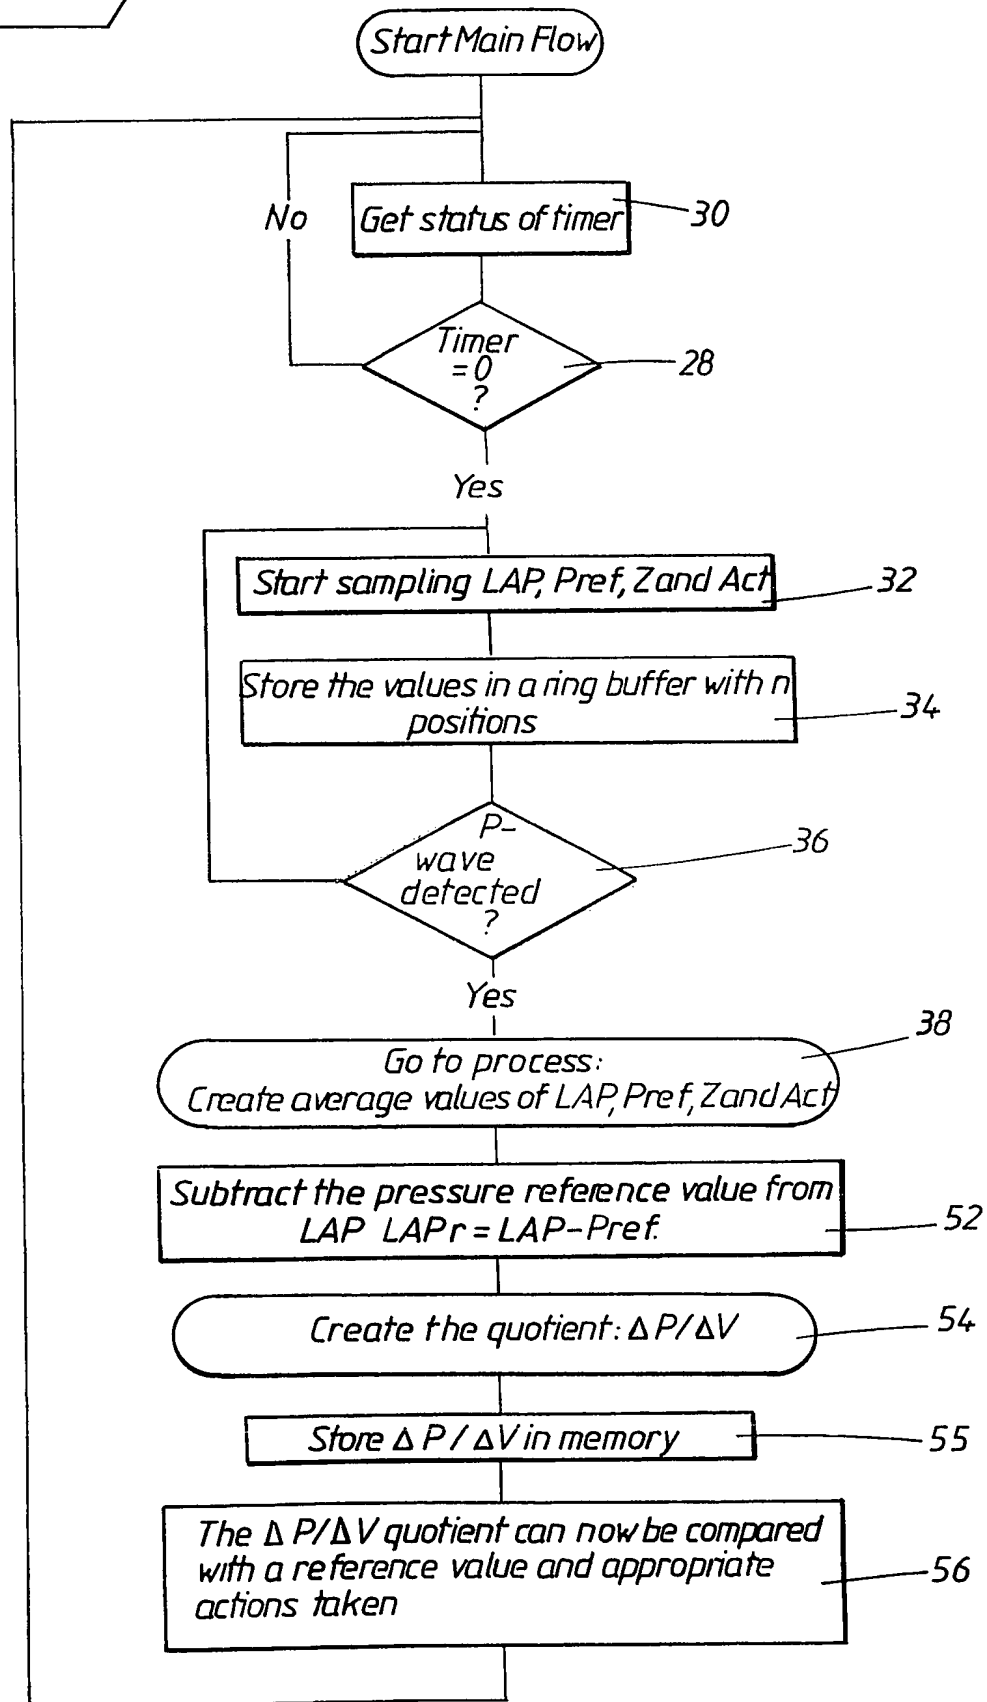 Start Main Flow
No
Get status of timer
30
Timer
=0
?
28
Yes
Start sampling LAP, Pref, Z and Act
32
Store the values in a ring buffer with n
positions
34
P-
wave
detected
?
36
Yes
38
Go to process:
Create average values of LAP, Pref, Z and Act
Subtract the pressure reference value from
LAP LAPr = LAP-Pref.
52
Create the quotient: Δ P/ΔV
54
Store Δ P / ΔV in memory
55
The Δ P/ΔV quotient can now be compared
with a reference value and appropriate
actions taken
56